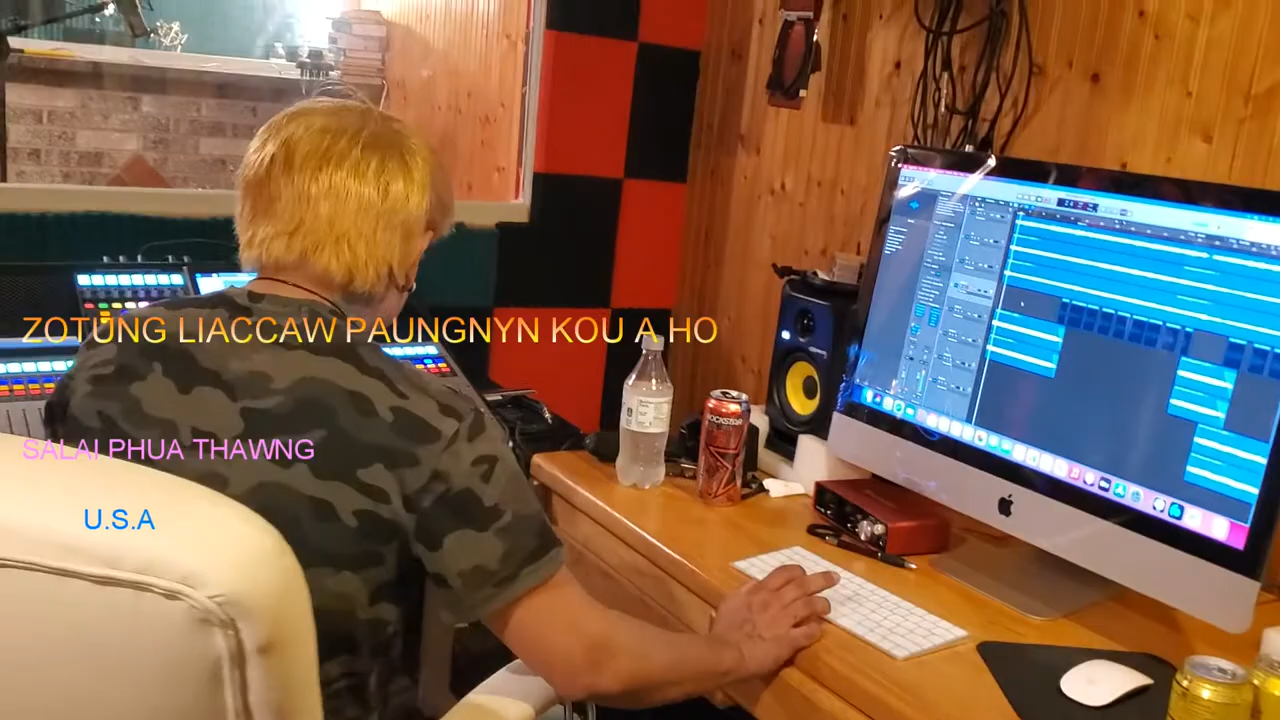 ZOTUNG LIACCAW PAUNGNYN KOU A HO
SALAI PHUA THAWNG
U.S.A
ROCKSTAR